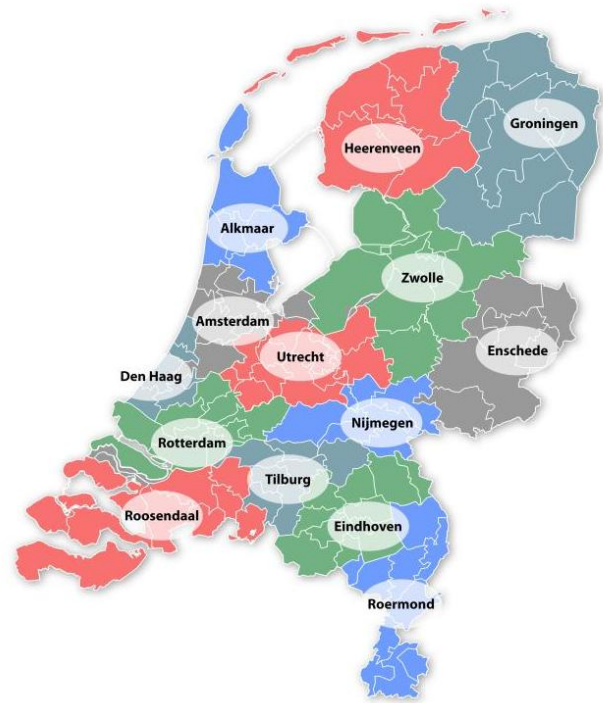 Groningen
Heerenveen
Alkmaar
Zwolle
Amsterdam
Enschede
Utrecht
Den Haag
Nijmegen
Rotterdam
Tilburg
Roosendaal
Eindhoven
Roermond